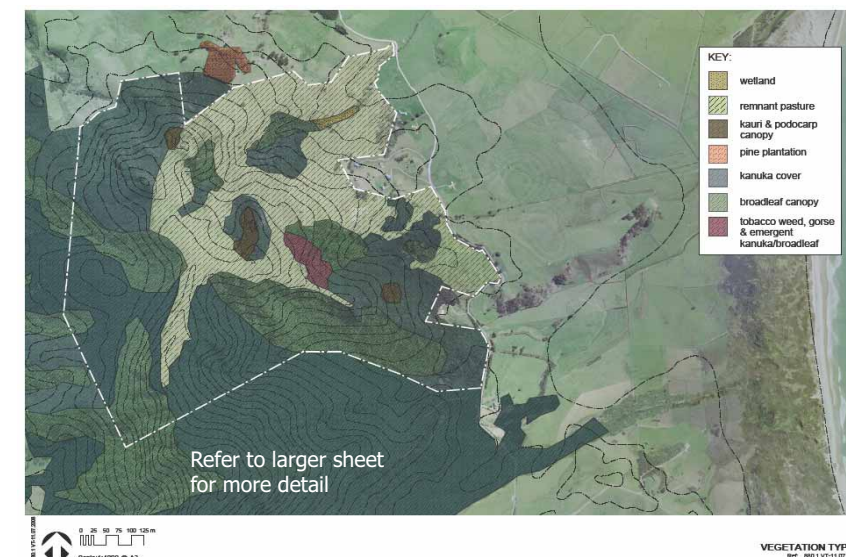 KEY:
wetland
remnant pasture
kauri & podocarp
canopy
pine plantation
kanuka cover
broadleaf canopy
tobacco weed, gorse
& emergent
kanuka/broadleaf
Refer to larger sheet
for more detail
0 25 50 75 100 125 m
VEGETATION TYP